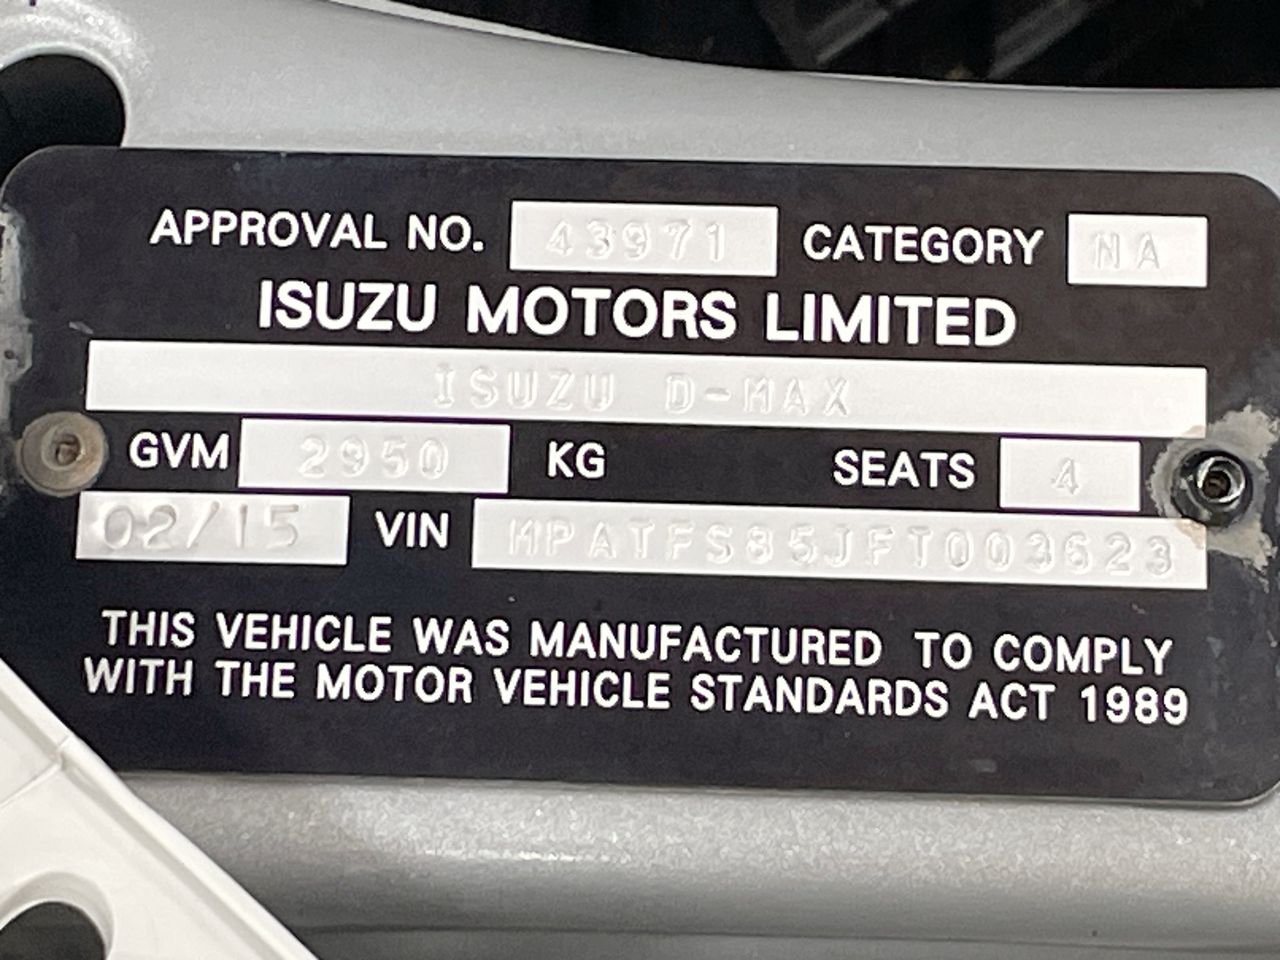 APPROVAL NO. 43971 CATEGORY NA
ISUZU MOTORS LIMITED
ISUZU D-MAX
GVM 2950 KG SEATS 4
02/15 VIN MPATFS85JFT003623
THIS VEHICLE WAS MANUFACTURED TO COMPLY
WITH THE MOTOR VEHICLE STANDARDS ACT 1989